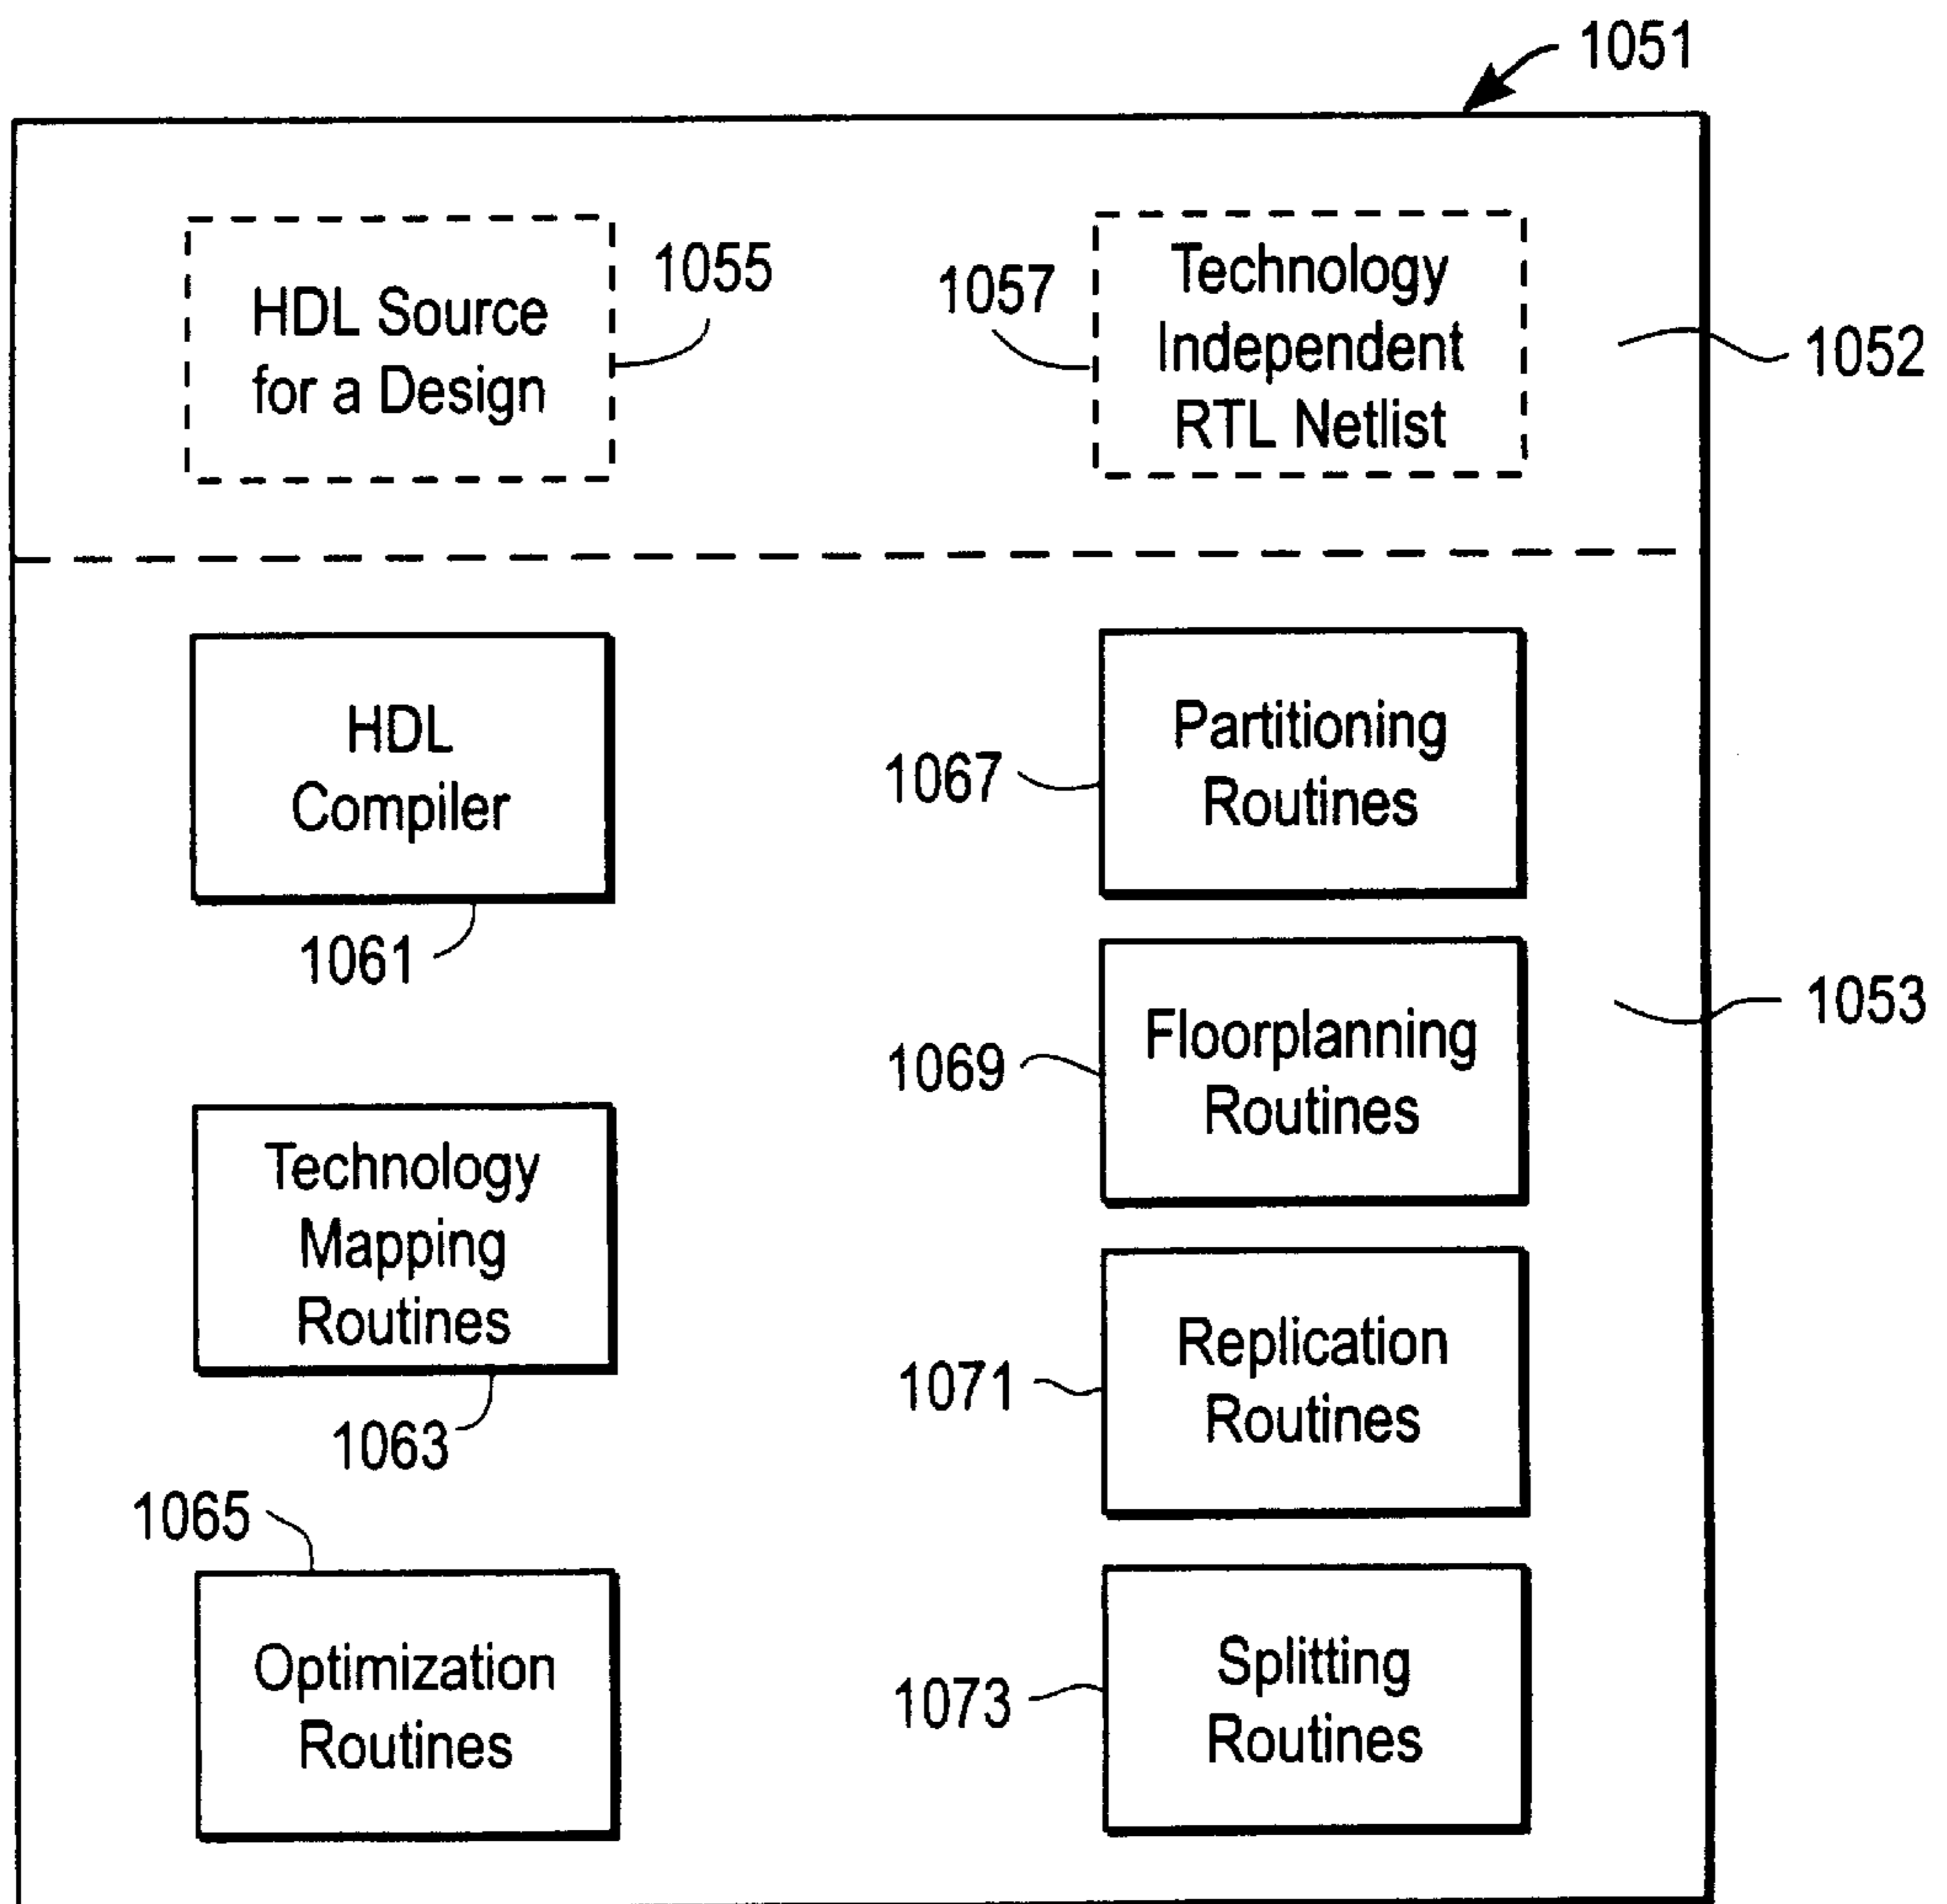 1051
HDL Source
for a Design
1055
1057
Technology
Independent
RTL Netlist
1052
HDL
Compiler
1061
Partitioning
Routines
1067
1053
Floorplanning
Routines
1069
Technology
Mapping
Routines
1063
Replication
Routines
1071
1065
Optimization
Routines
Splitting
Routines
1073